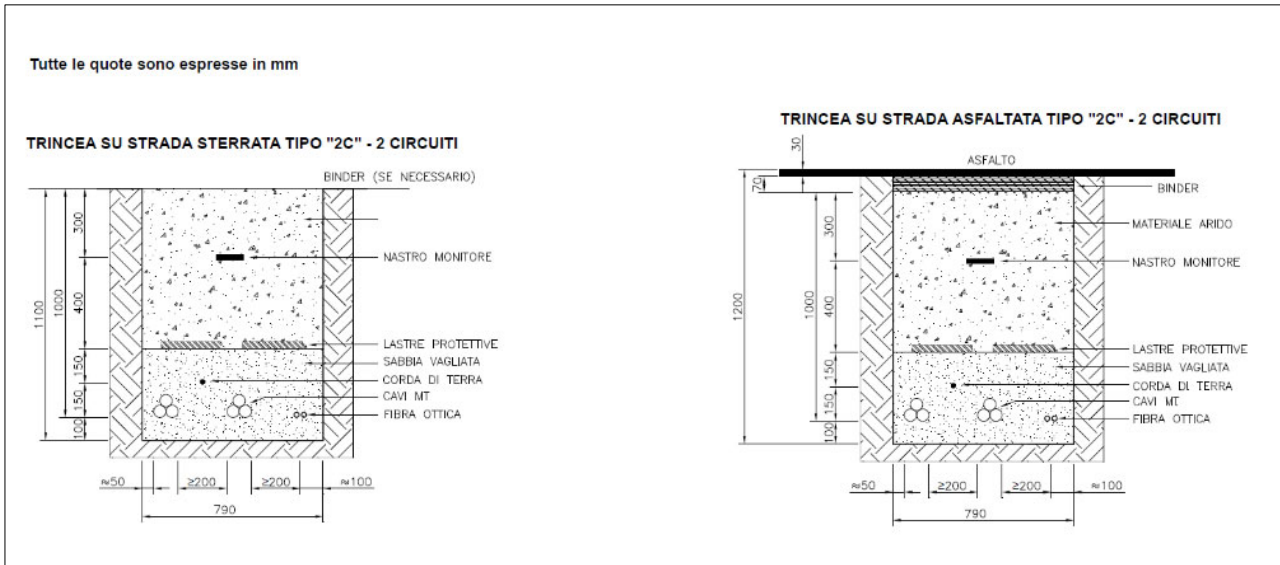 Tutte le quote sono espresse in mm
TRINCEA SU STRADA STERRATA TIPO "2C" - 2 CIRCUITI
BINDER (SE NECESSARIO)
NASTRO MONITORE
LASTRE PROTETTIVE
SABBIA VAGLIATA
CORDA DI TERRA
CAVI MT
FIBRA OTTICA
1100
1000
300
400
150
150
100
≈50
≥200
≥200
≈100
790
TRINCEA SU STRADA ASFALTATA TIPO "2C" - 2 CIRCUITI
30
ASFALTO
70
BINDER
MATERIALE ARIDO
NASTRO MONITORE
LASTRE PROTETTIVE
SABBIA VAGLIATA
CORDA DI TERRA
CAVI MT
FIBRA OTTICA
1200
1000
300
400
150
150
100
≈50
≥200
≥200
≈100
790